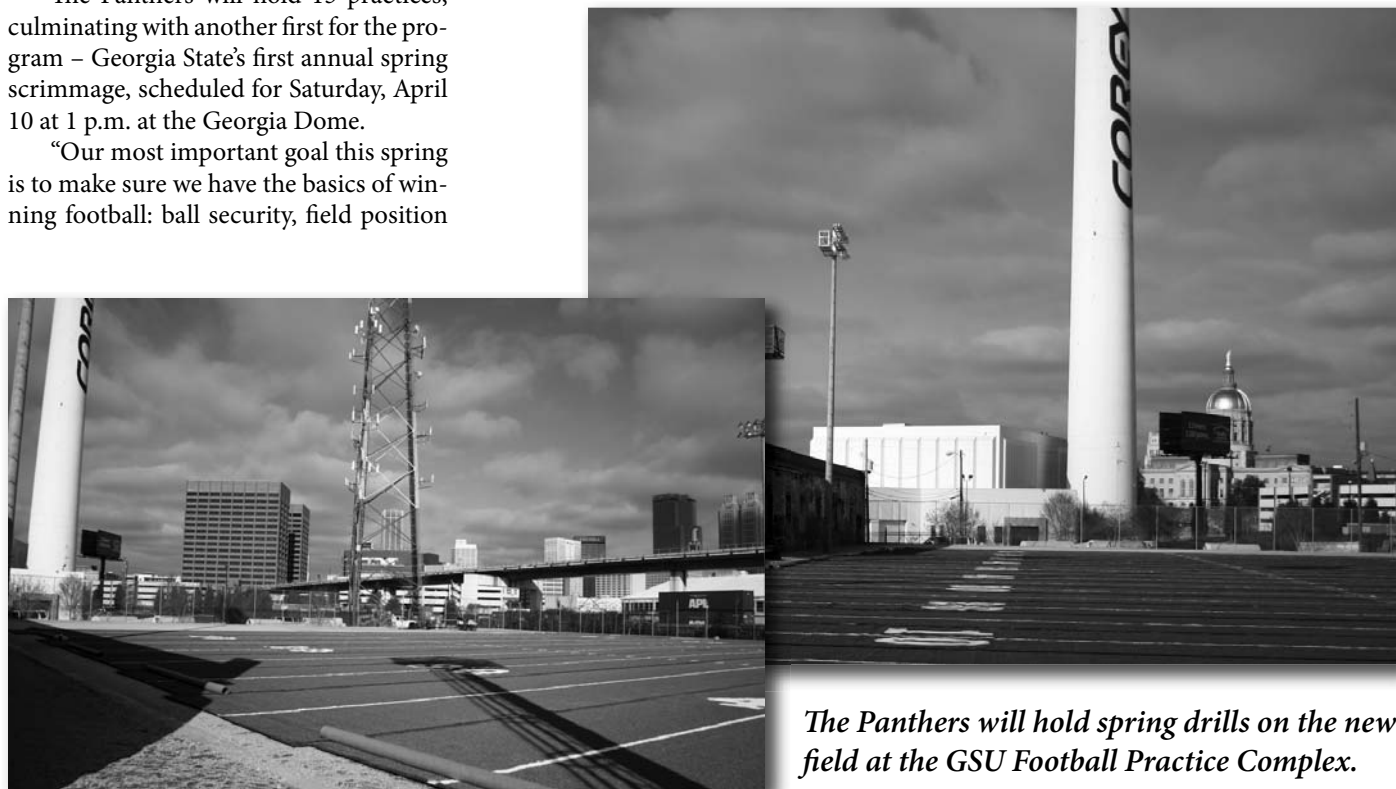 The Panthers will hold practices,
culminating with another first for the pro-
gram – Georgia State's first annual spring
scrimmage, scheduled for Saturday, April
10 at 1 p.m. at the Georgia Dome.
"Our most important goal this spring
is to make sure we have the basics of win-
ning football: ball security, field position
COREY
APL
The Panthers will hold spring drills on the new
field at the GSU Football Practice Complex.